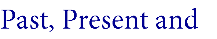 Past, Present and